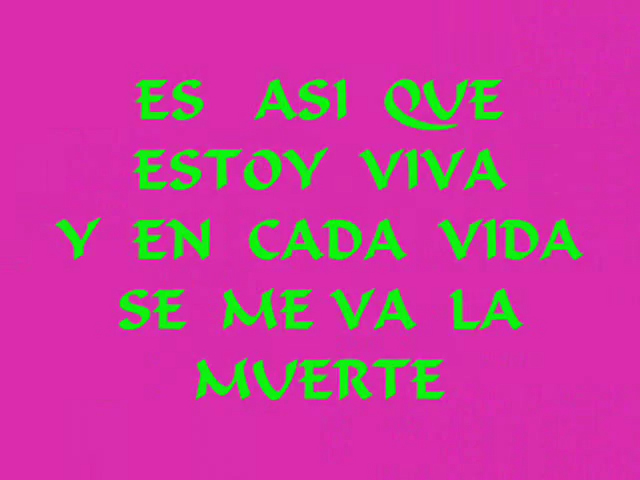 ES ASI QUE
ESTOY VIVA
Y EN CADA VIDA
SE ME VA LA
MUERTE